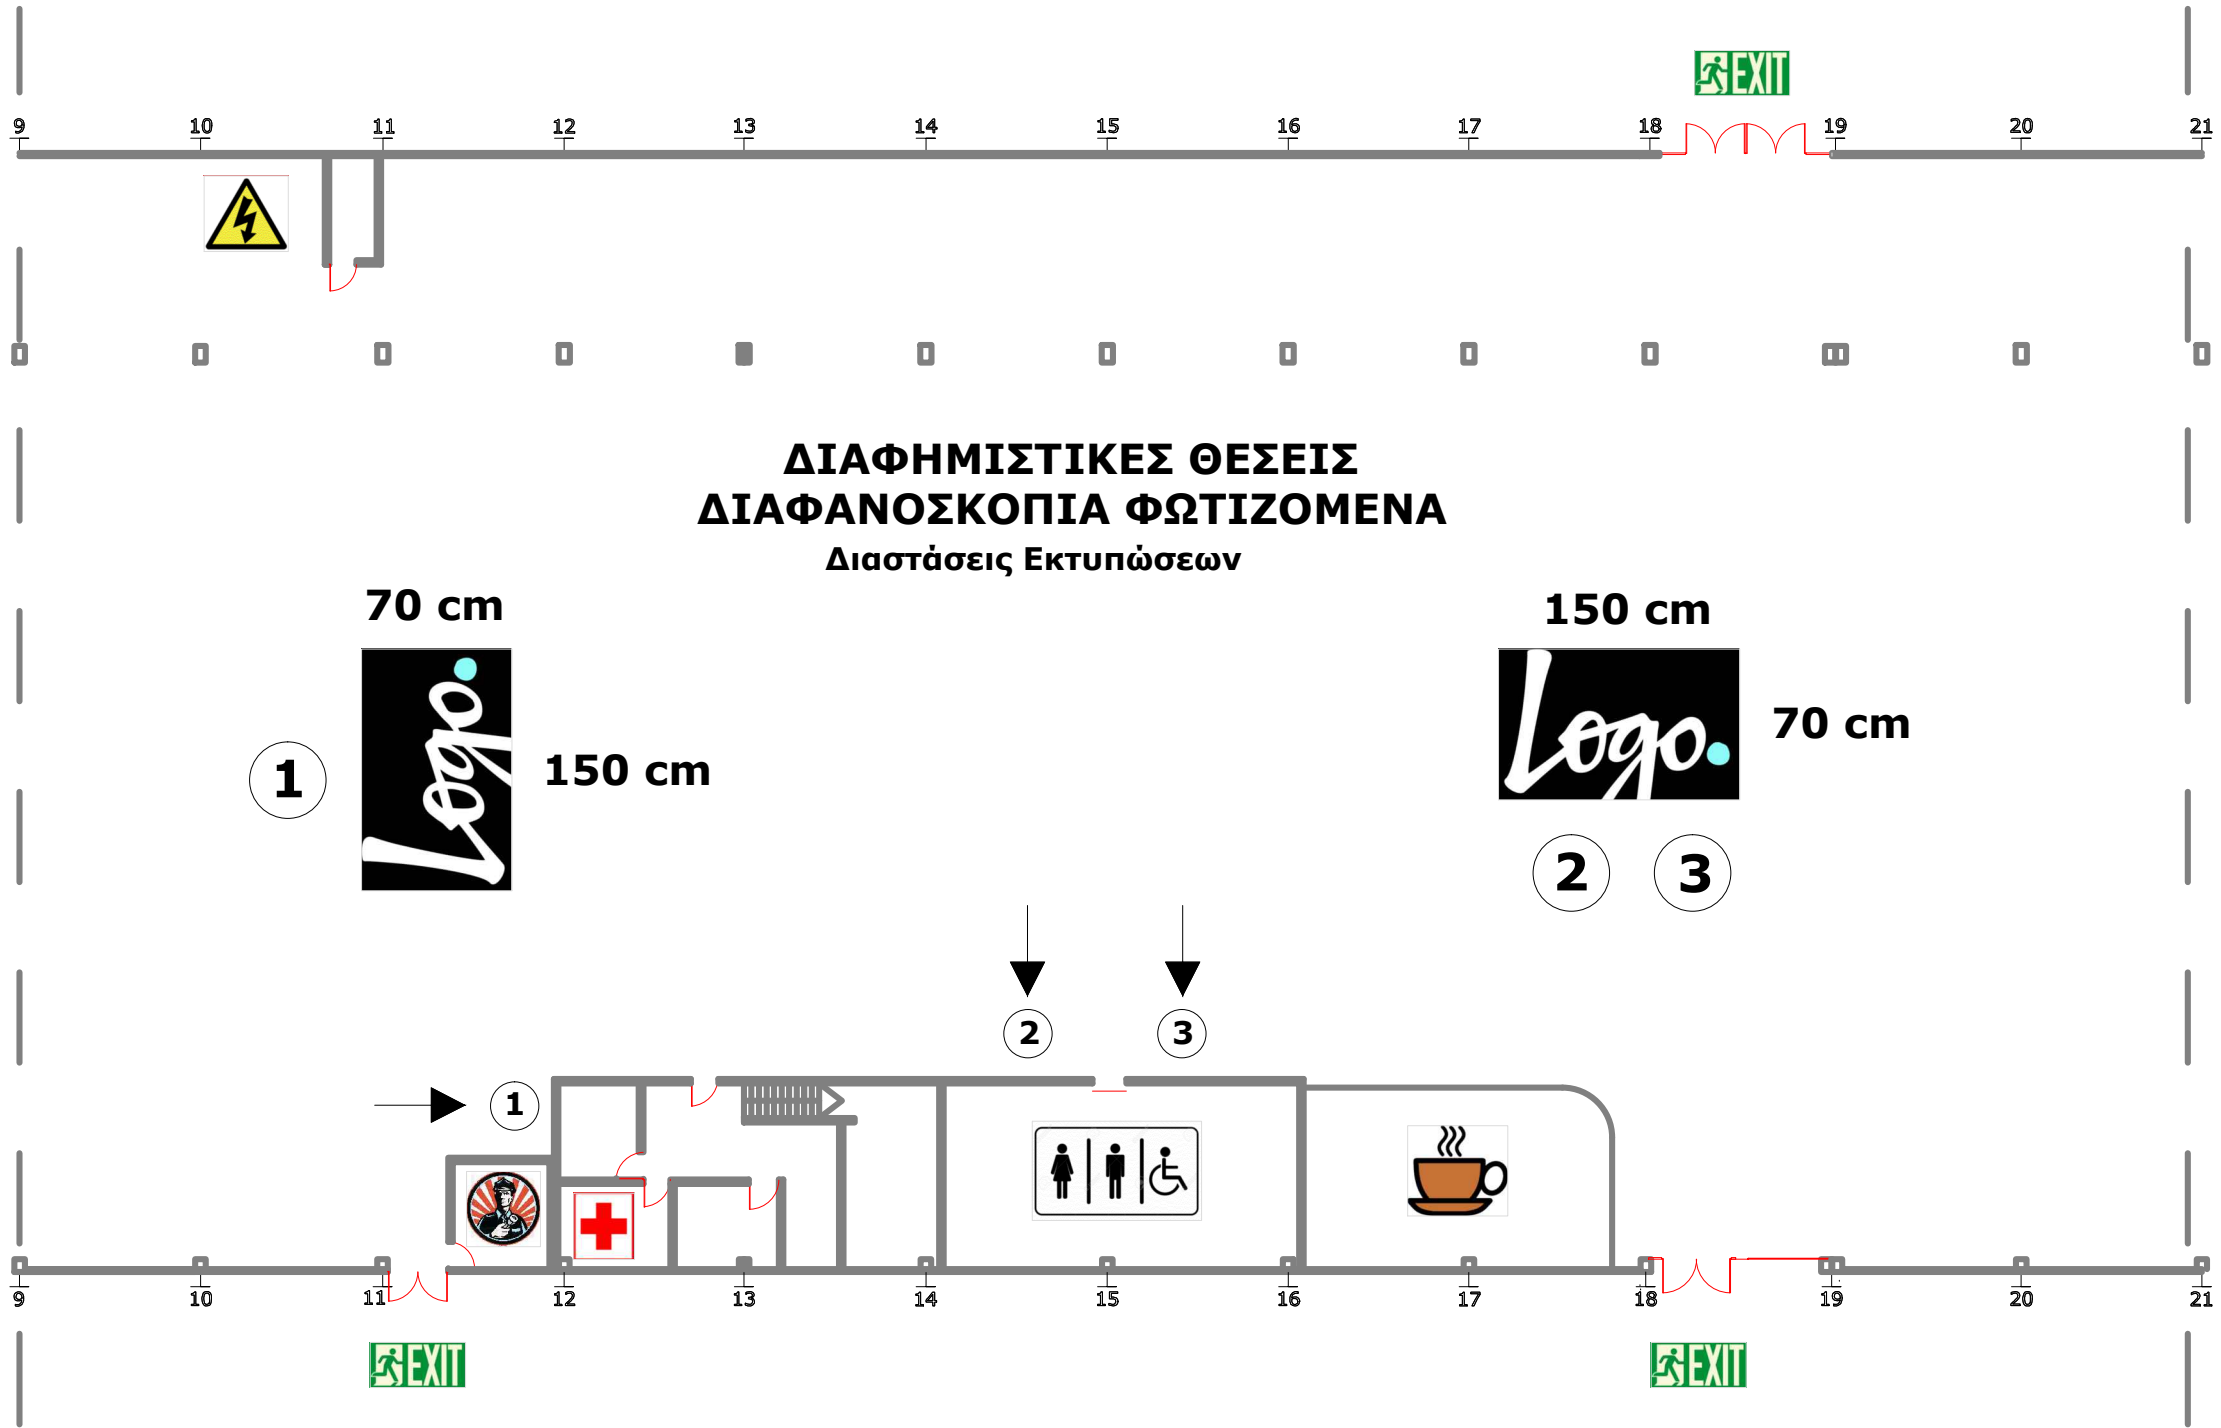 EXIT
9 10 11 12 13 14 15 16 17 18 19 20 21
ΔΙΑΦΗΜΙΣΤΙΚΕΣ ΘΕΣΕΙΣ
ΔΙΑΦΑΝΟΣΚΟΠΙΑ ΦΩΤΙΖΟΜΕΝΑ
Διαστάσεις Εκτυπώσεων
70 cm
Logo.
150 cm
1
150 cm
Logo.
70 cm
2 3
2 3
1
9 10 11 12 13 14 15 16 17 18 19 20 21
EXIT EXIT